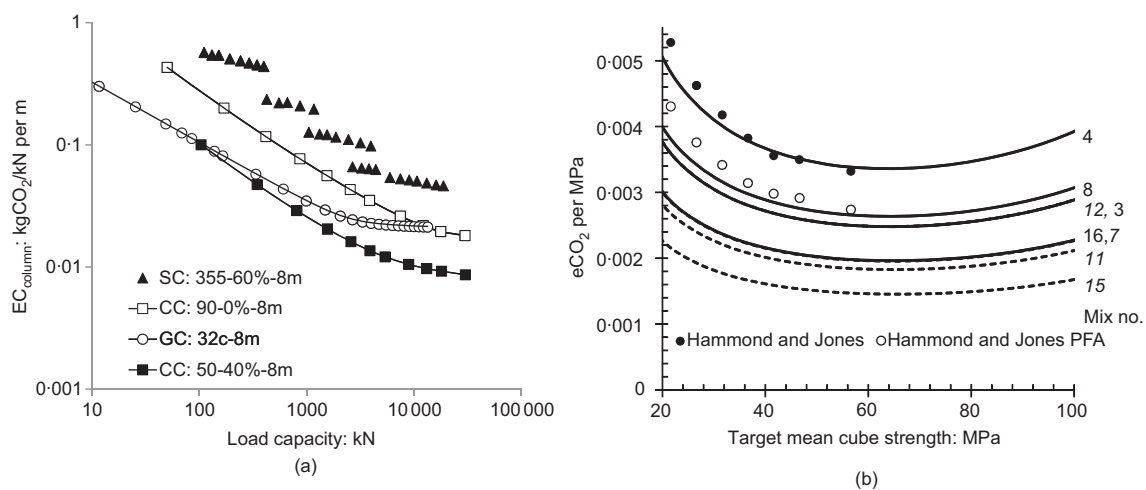 1
0·1
0·01
0·001
10
100
1000
10 000
100 000
EC column: kgCO2/kN per m
Load capacity: kN
SC: 355-60%-8m
CC: 90-0%-8m
GC: 32c-8m
CC: 50-40%-8m
(a)
0·005
0·004
0·003
0·002
0·001
0
20
40
60
80
100
eCO2 per MPa
Target mean cube strength: MPa
4
8
12, 3
16,7
11
15
Mix no.
Hammond and Jones
Hammond and Jones PFA
(b)